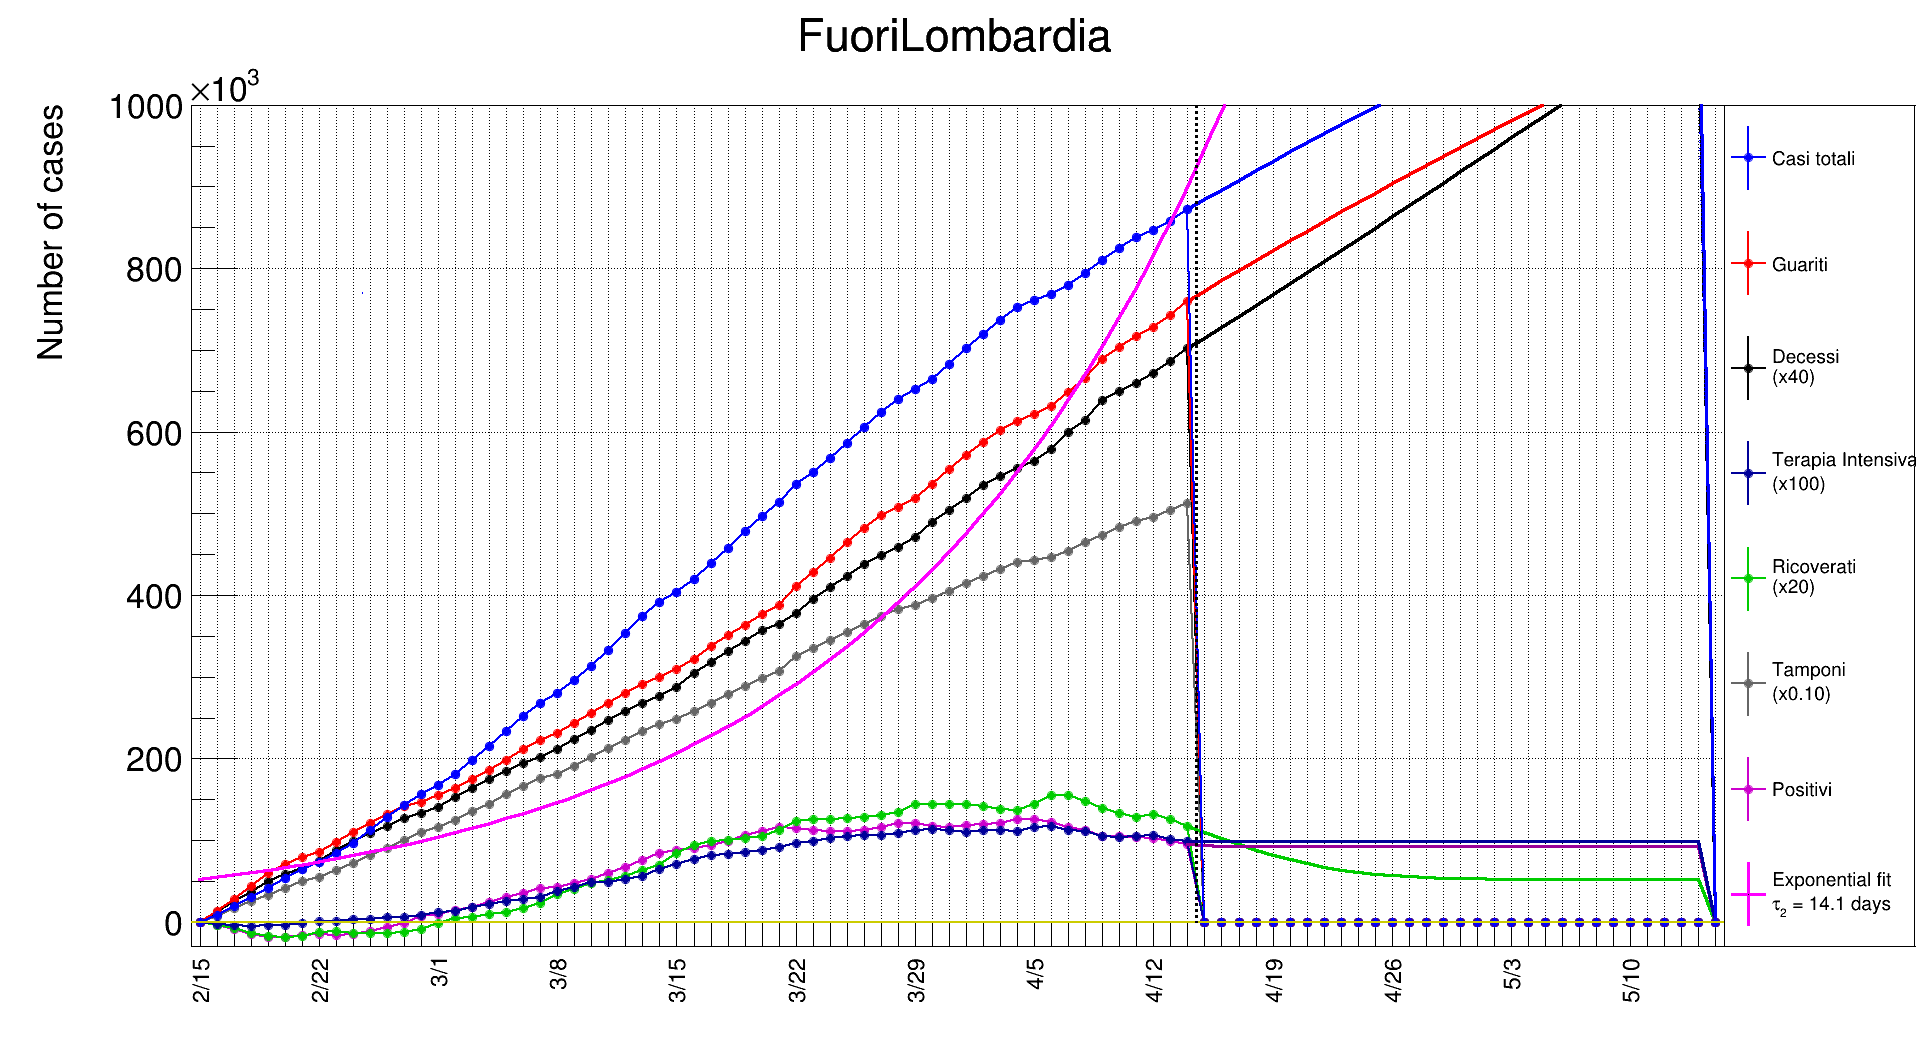 FuoriLombardia
×10³
Number of cases
1000
800
600
400
200
0
2/15
2/22
3/1
3/8
3/15
3/22
3/29
4/5
4/12
4/19
4/26
5/3
5/10
Casi totali
Guariti
Decessi
(x40)
Terapia Intensiva
(x100)
Ricoverati
(x20)
Tamponi
(x0.10)
Positivi
Exponential fit
τ₂ = 14.1 days